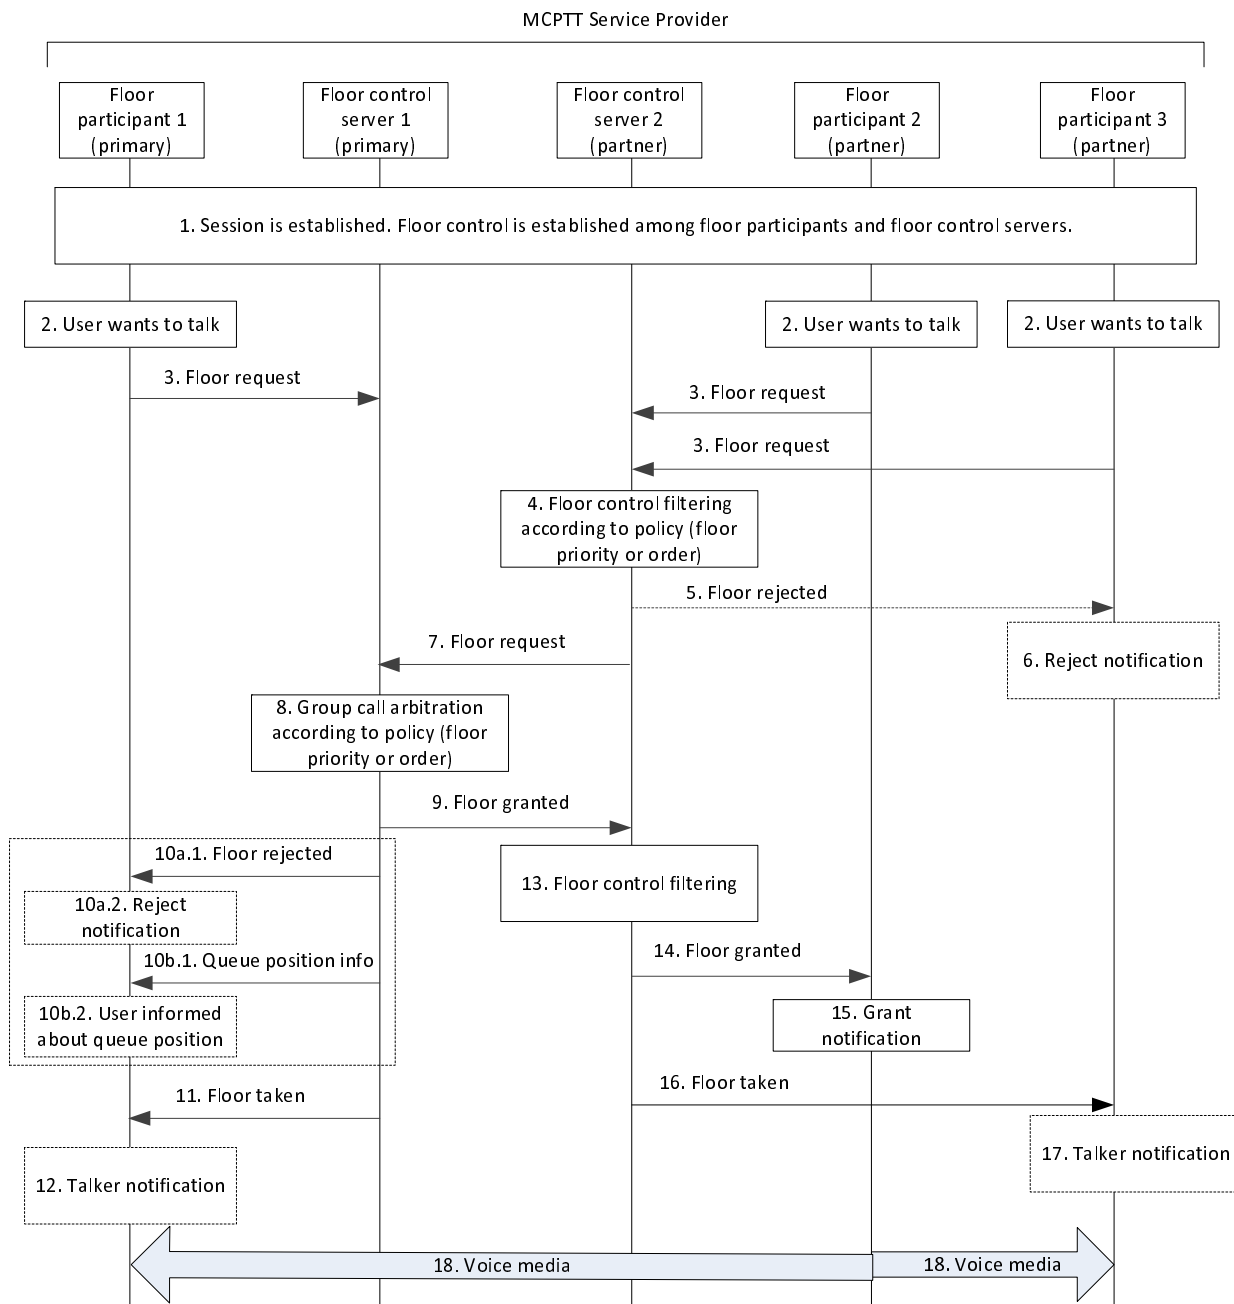 MCPTT Service Provider
Floor
participant 1
(primary)
Floor control
server 1
(primary)
Floor control
server 2
(partner)
Floor
participant 2
(partner)
Floor
participant 3
(partner)
1. Session is established. Floor control is established among floor participants and floor control servers.
2. User wants to talk
2. User wants to talk
2. User wants to talk
3. Floor request
3. Floor request
3. Floor request
4. Floor control filtering
according to policy (floor
priority or order)
5. Floor rejected
6. Reject notification
7. Floor request
8. Group call arbitration
according to policy (floor
priority or order)
9. Floor granted
10a.1. Floor rejected
10a.2. Reject
notification
10b.1. Queue position info
10b.2. User informed
about queue position
13. Floor control filtering
14. Floor granted
15. Grant
notification
11. Floor taken
16. Floor taken
12. Talker notification
17. Talker notification
18. Voice media
18. Voice media